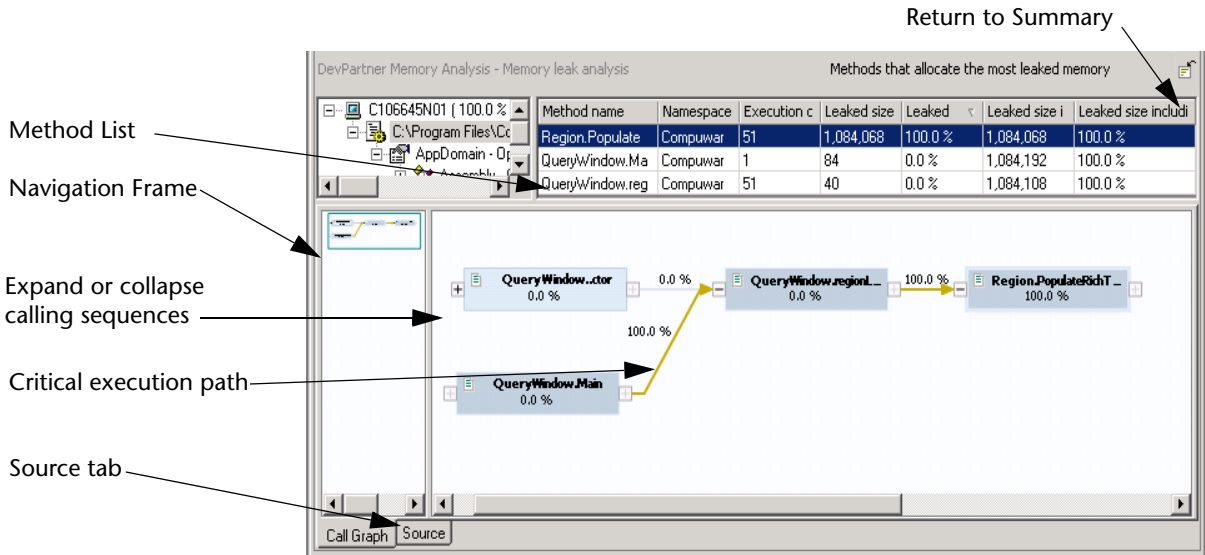 Return to Summary
DevPartner Memory Analysis - Memory leak analysis
Methods that allocate the most leaked memory
C106645N01 ( 100.0 %
C:\Program Files\Co
AppDomain - Op
Method name Namespace Execution c Leaked size Leaked Leaked size i Leaked size includi
Region.Populate Compuwar 51 1,084,068 100.0 % 1,084,068 100.0 %
QueryWindow.Ma Compuwar 1 84 0.0 % 1,084,192 100.0 %
QueryWindow.reg Compuwar 51 40 0.0 % 1,084,108 100.0 %
Method List
Navigation Frame
Expand or collapse
calling sequences
Critical execution path
Source tab
QueryWindow..ctor
0.0 %
0.0 %
QueryWindow.regionL...
0.0 %
100.0 %
Region.PopulateRichT...
100.0 %
100.0 %
QueryWindow.Main
0.0 %
Call Graph
Source